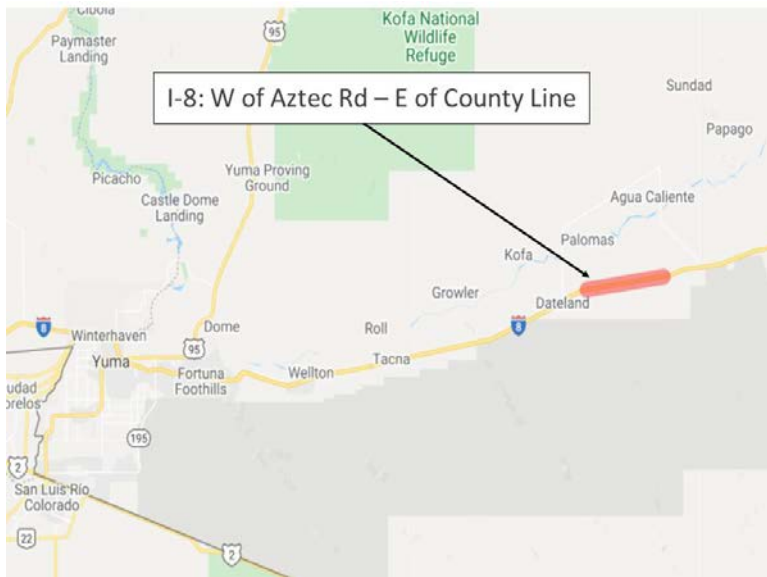 Cibola
Paymaster
Landing
95
Kofa National
Wildlife
Refuge
I-8: W of Aztec Rd – E of County Line
Sundad
Papago
Picacho
Castle Dome
Landing
Yuma Proving
Ground
Agua Caliente
Palomas
Kofa
Growler
Dateland
8
Winterhaven
Dome
Roll
8
95
Yuma
Fortuna
Foothills
Wellton
Tacna
udad
orelos
195
2
San Luis Río
Colorado
22
2